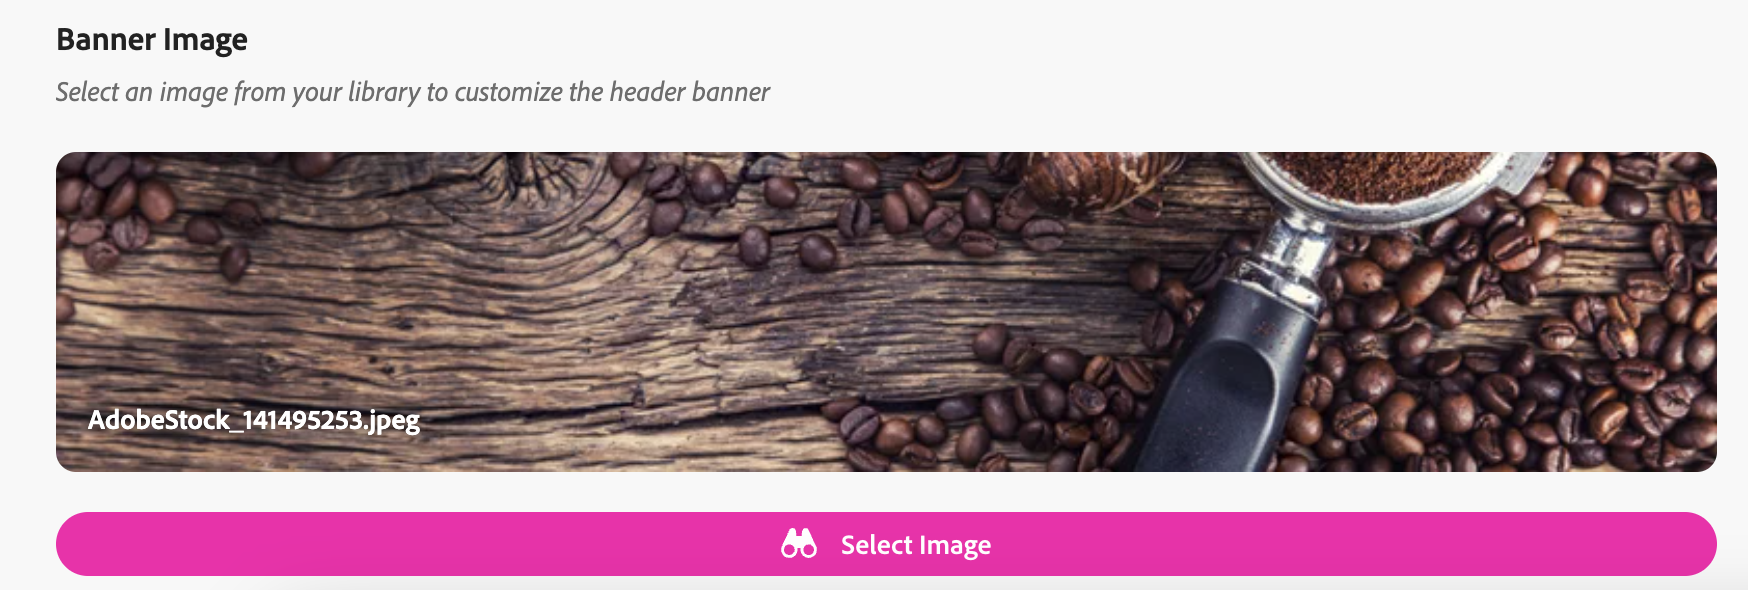 Banner Image
Select an image from your library to customize the header banner
AdobeStock_141495253.jpeg
Select Image